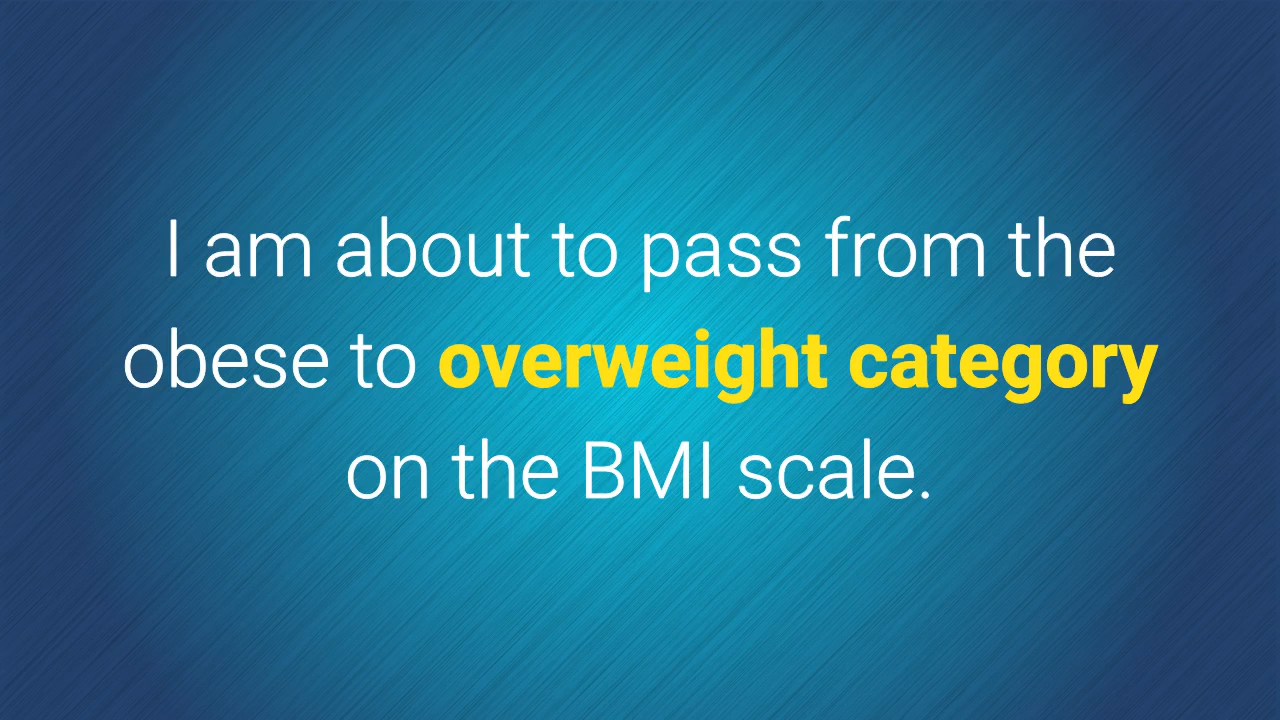 I am about to pass from the
obese to overweight category
on the BMI scale.